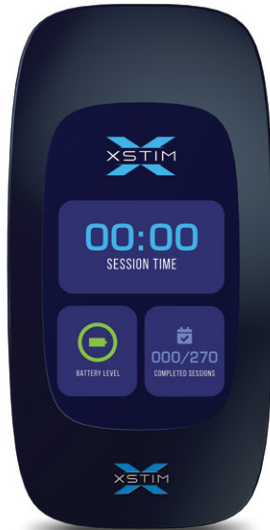 XSTIM
00:00
SESSION TIME
BATTERY LEVEL
000/270
COMPLETED SESSIONS
XSTIM